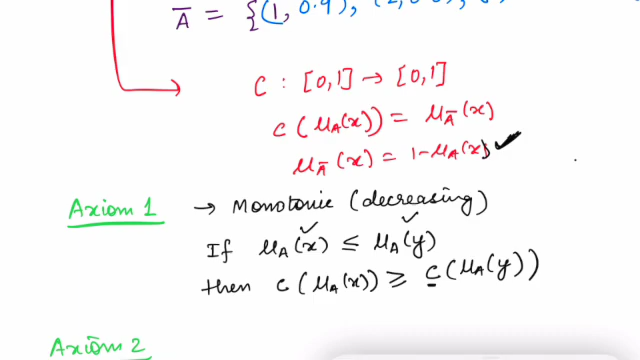 Ā = {(1, 0.9),
C : [0,1] → [0,1]
C (μA(x)) = μĀ(x)
μĀ(x) = 1-μA(x) ✓
Axiom 1 → Monotonic (decreasing)
If μA(x) ≤ μA(y)
then C (μA(x)) ≥ C (μA(y))
Axiom 2